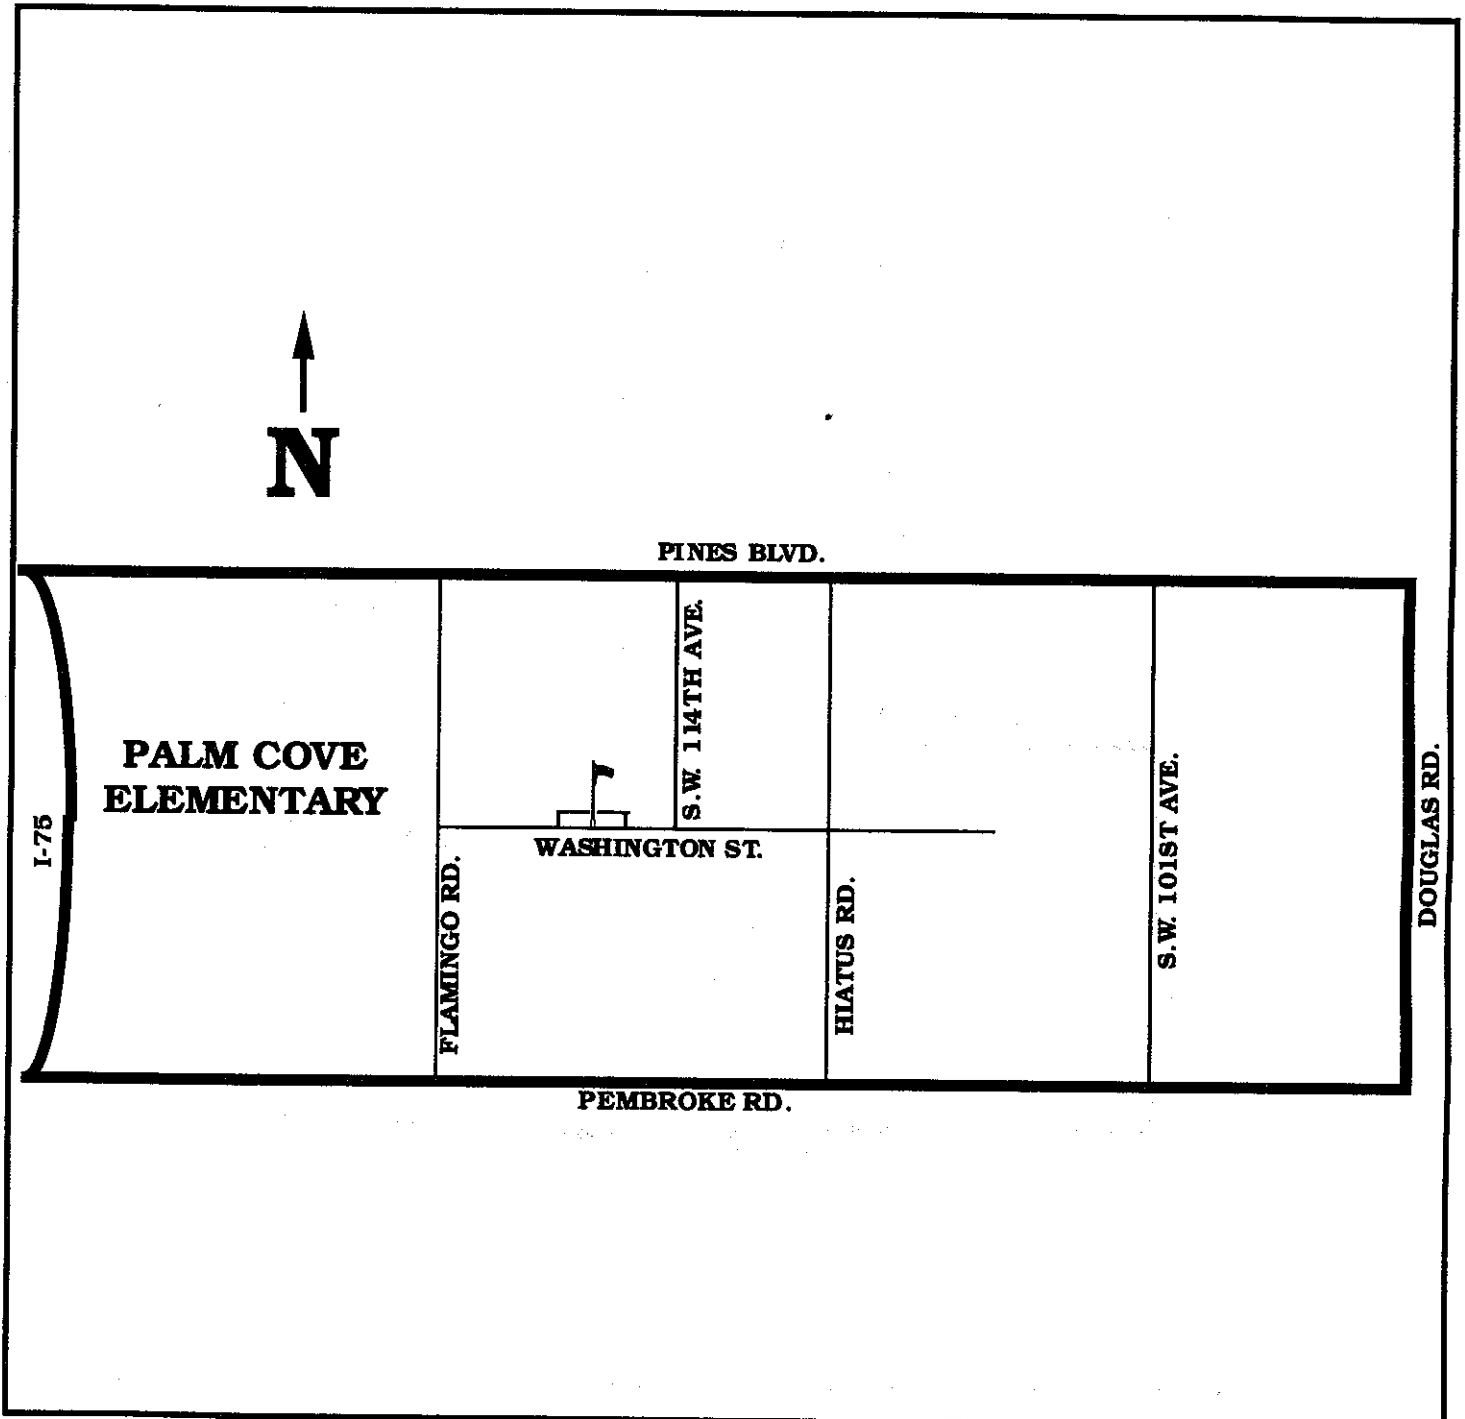 N
PINES BLVD.
S.W. 114TH AVE.
PALM COVE
ELEMENTARY
I-75
WASHINGTON ST.
FLAMINGO RD.
HIATUS RD.
S.W. 101ST AVE.
DOUGLAS RD.
PEMBROKE RD.